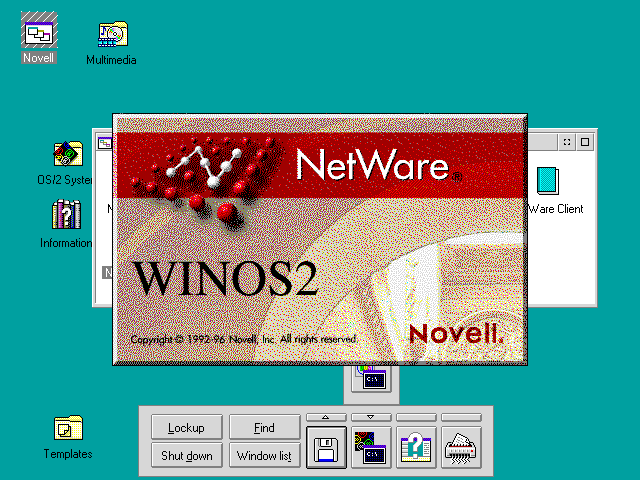 Novell
Multimedia
OS/2 Syste
Information
NetWare
WINOS2
Copyright © 1992-96 Novell, Inc. All rights reserved
Novell.
N
Ware Client
N
C:\
Lockup
Find
Shut down
Window list
C:\
Templates